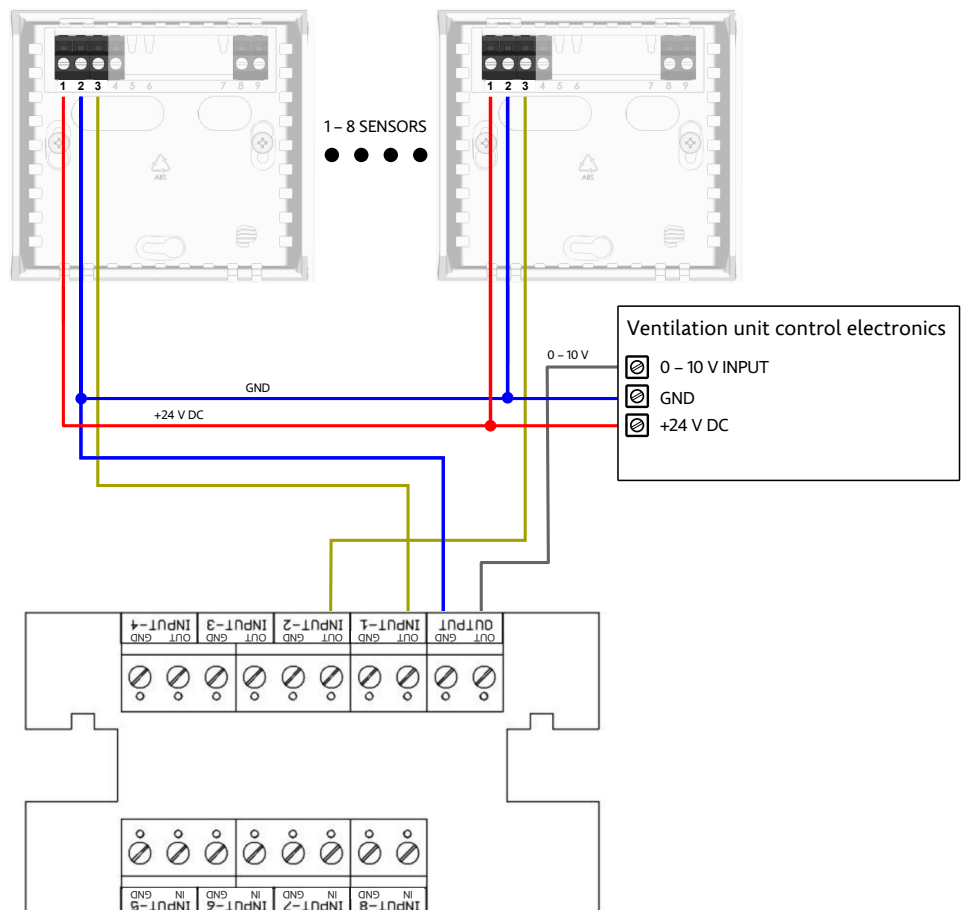 1 2 3 4 5 6 7 8 9
ABS
1 – 8 SENSORS
1 2 3 4 5 6 7 8 9
ABS
Ventilation unit control electronics
0 – 10 V
0 – 10 V INPUT
GND
GND
+24 V DC
+24 V DC
INPUT-4 INPUT-3 INPUT-2 INPUT-1 OUTPUT
GND OUT GND OUT GND OUT GND OUT GND OUT
GND IN GND IN GND IN GND IN
INPUT-5 INPUT-6 INPUT-7 INPUT-8